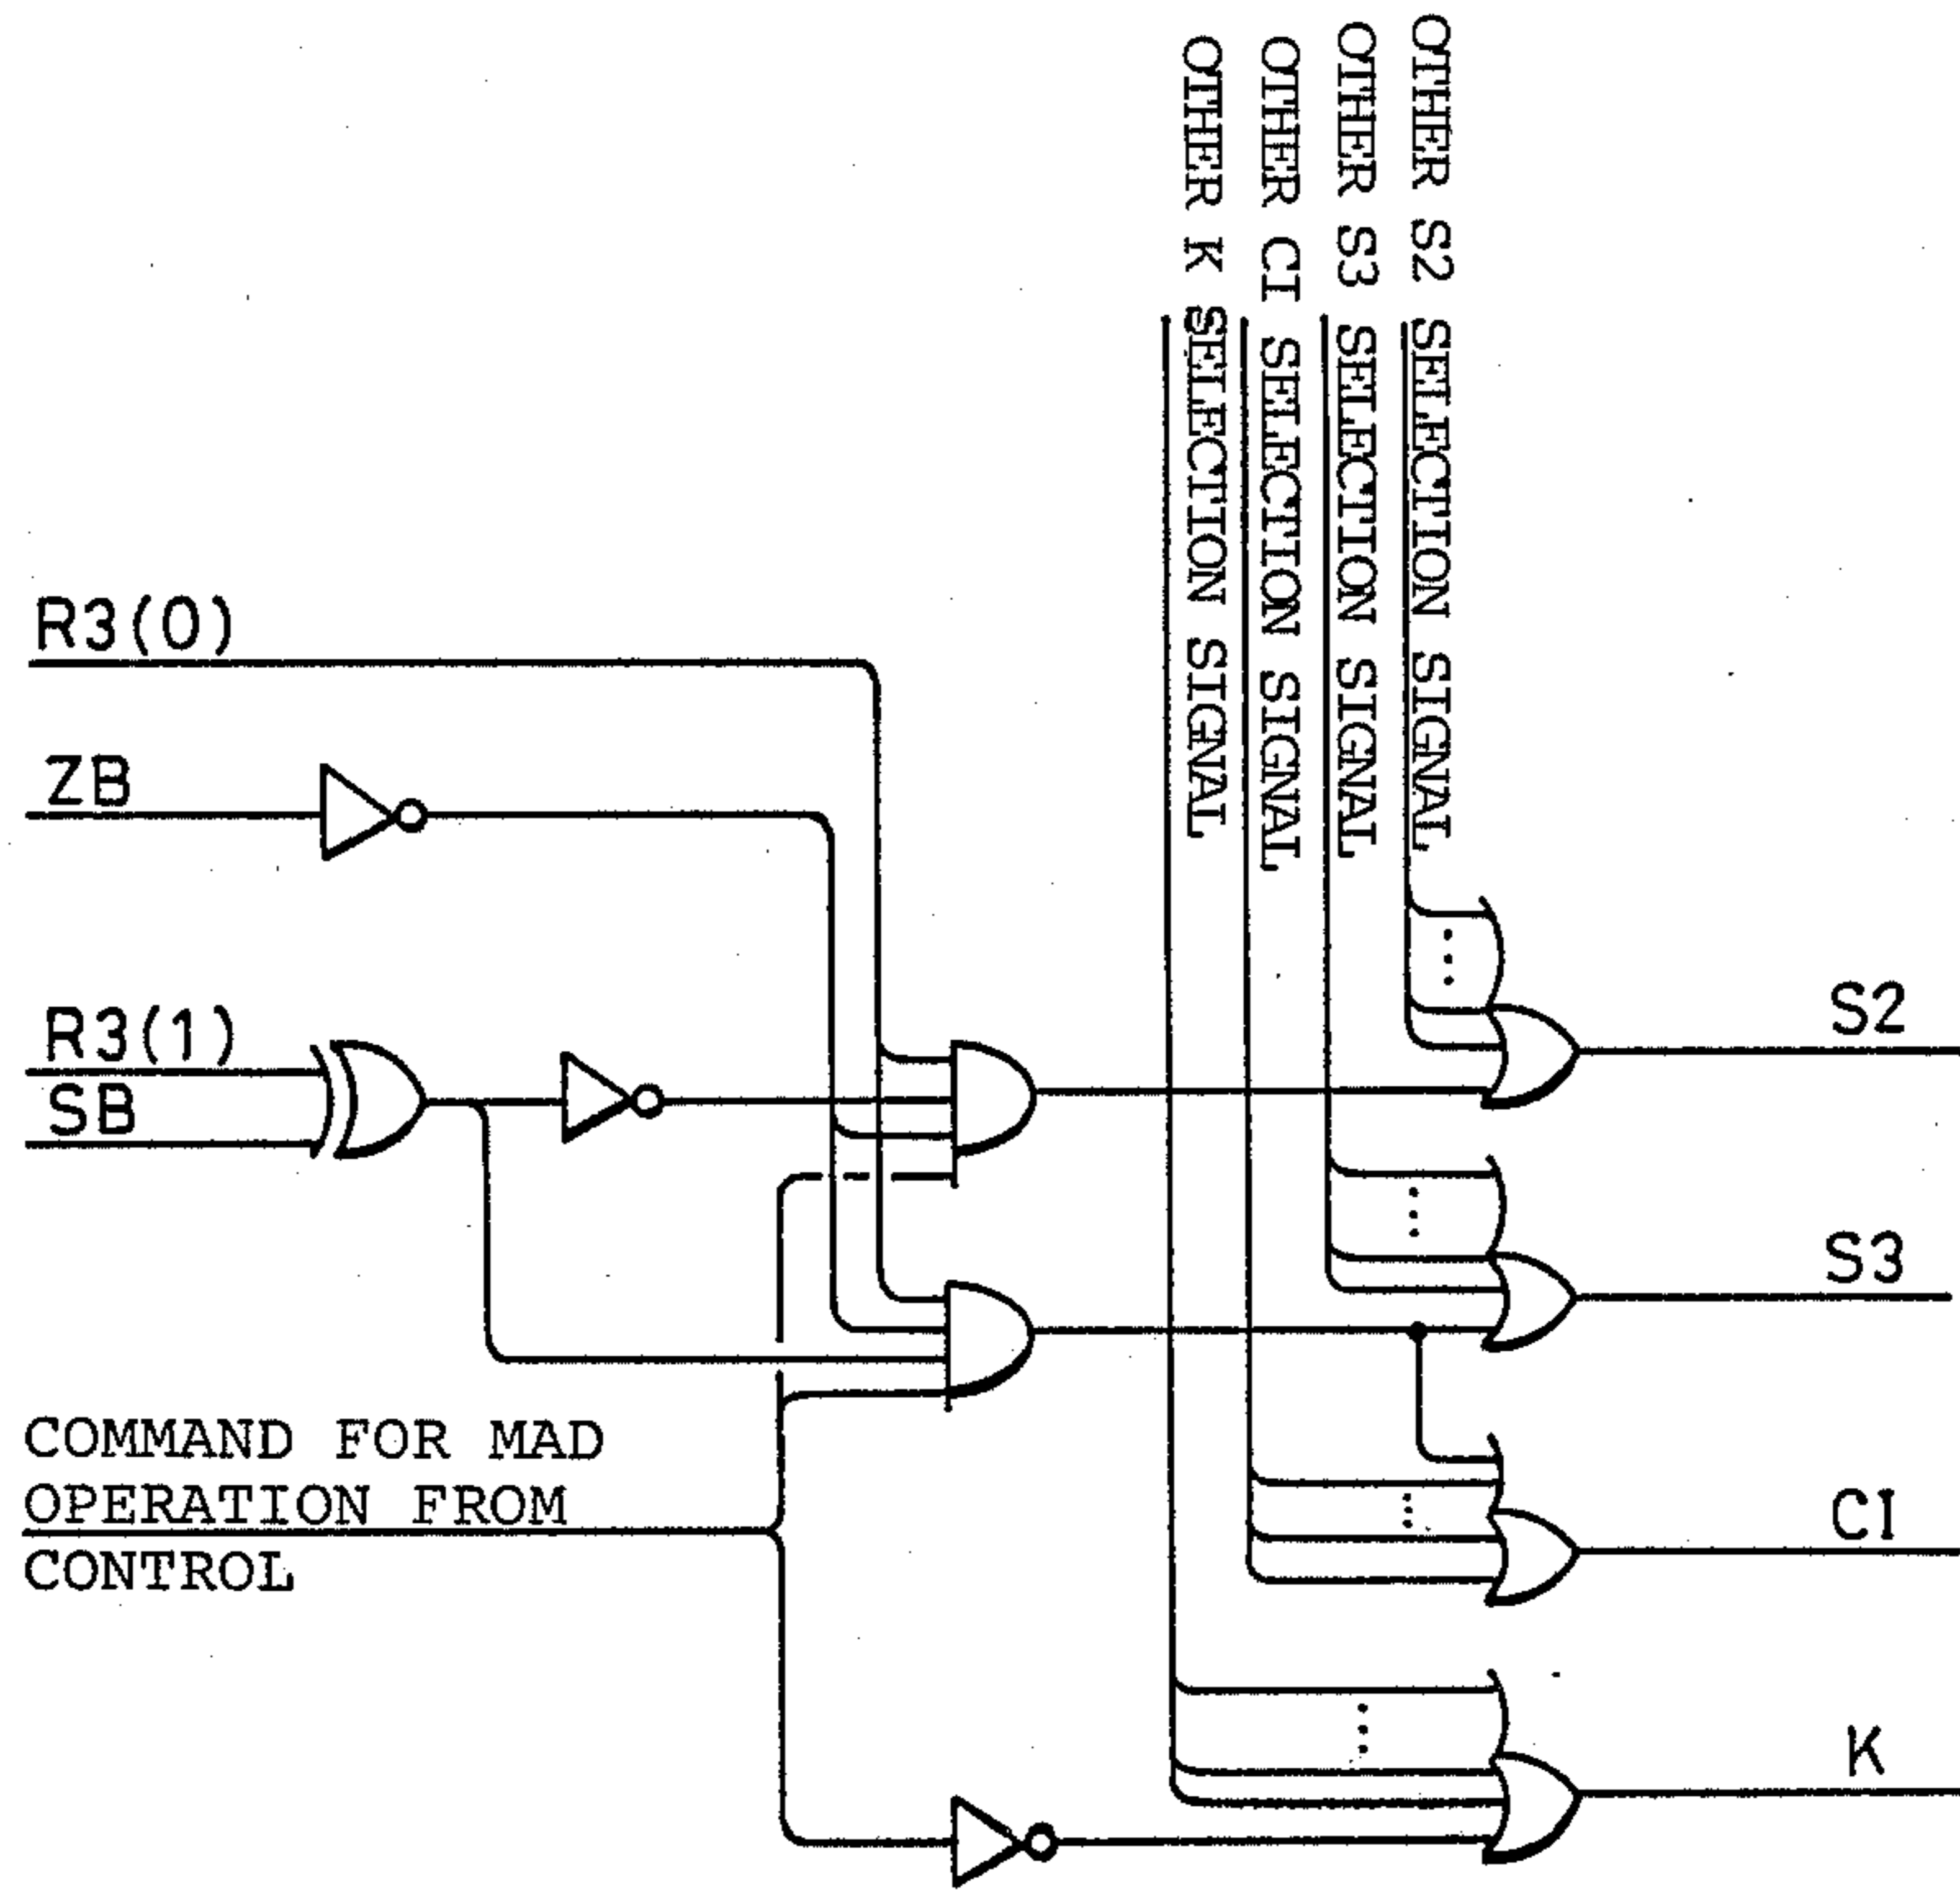 OTHER K SELECTION SIGNAL
OTHER CI SELECTION SIGNAL
OTHER S3 SELECTION SIGNAL
OTHER S2 SELECTION SIGNAL
R3(0)
ZB
R3(1)
SB
S2
S3
COMMAND FOR MAD
OPERATION FROM
CONTROL
CI
K